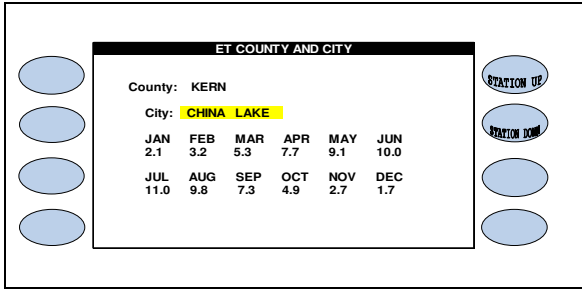 ET COUNTY AND CITY
County: KERN
City: CHINA LAKE
JAN FEB MAR APR MAY JUN
2.1 3.2 5.3 7.7 9.1 10.0
JUL AUG SEP OCT NOV DEC
11.0 9.8 7.3 4.9 2.7 1.7
STATION UP
STATION DOWN